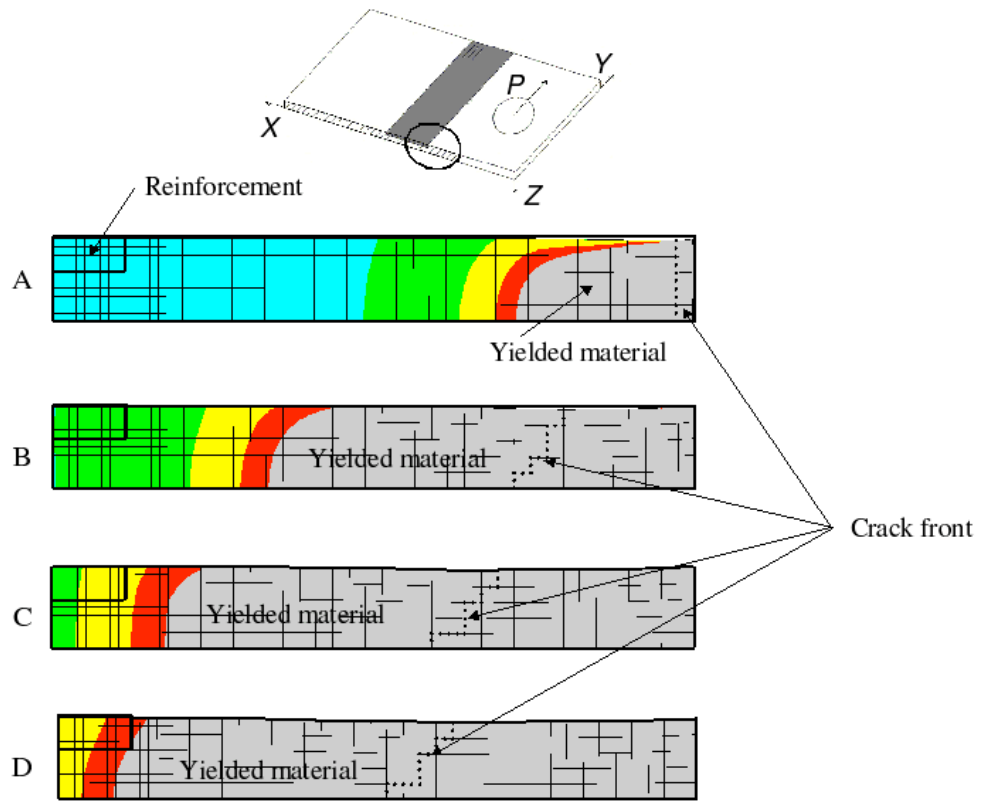 Y
P
X
Z
Reinforcement
A
Yielded material
B
Yielded material
Crack front
C
Yielded material
D
Yielded material